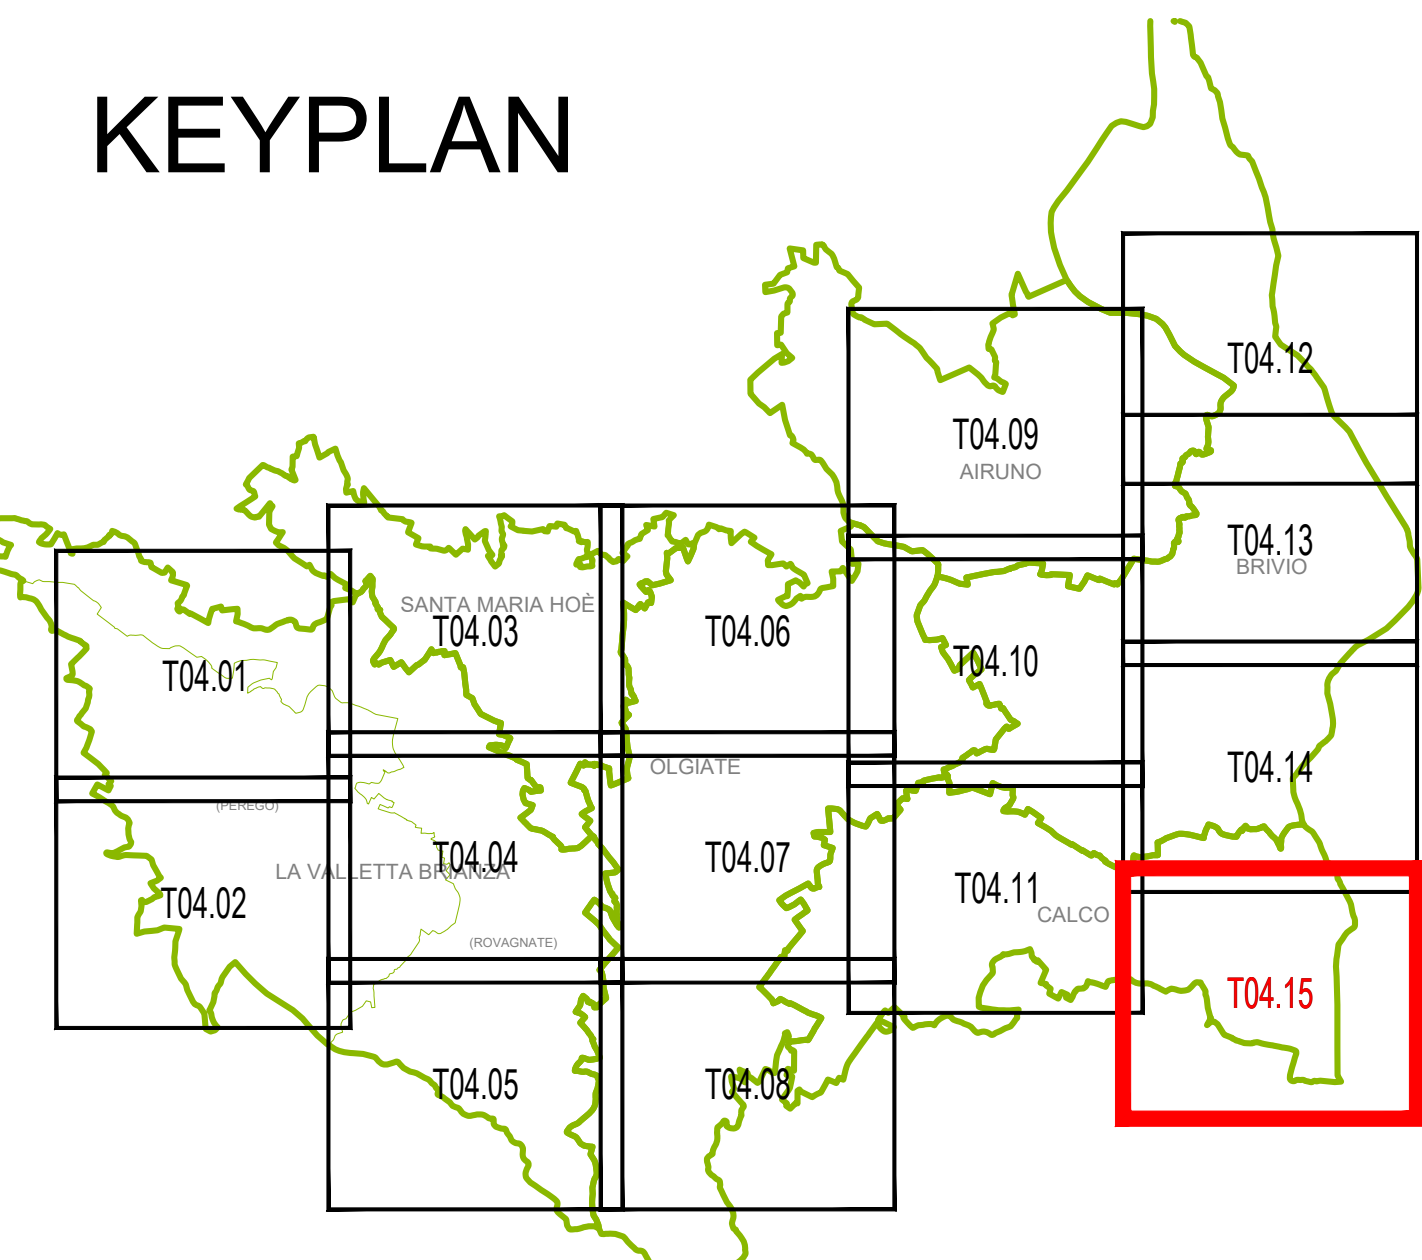 KEYPLAN
T04.12
T04.09
AIRUNO
T04.13
BRIVIO
SANTA MARIA HOÈ
T04.03
T04.06
T04.01
T04.10
OLGIATE
T04.14
(PEREGO)
T04.04
LA VALLETTA BRIANZA
T04.07
T04.02
T04.11
CALCO
(ROVAGNATE)
T04.15
T04.05
T04.08